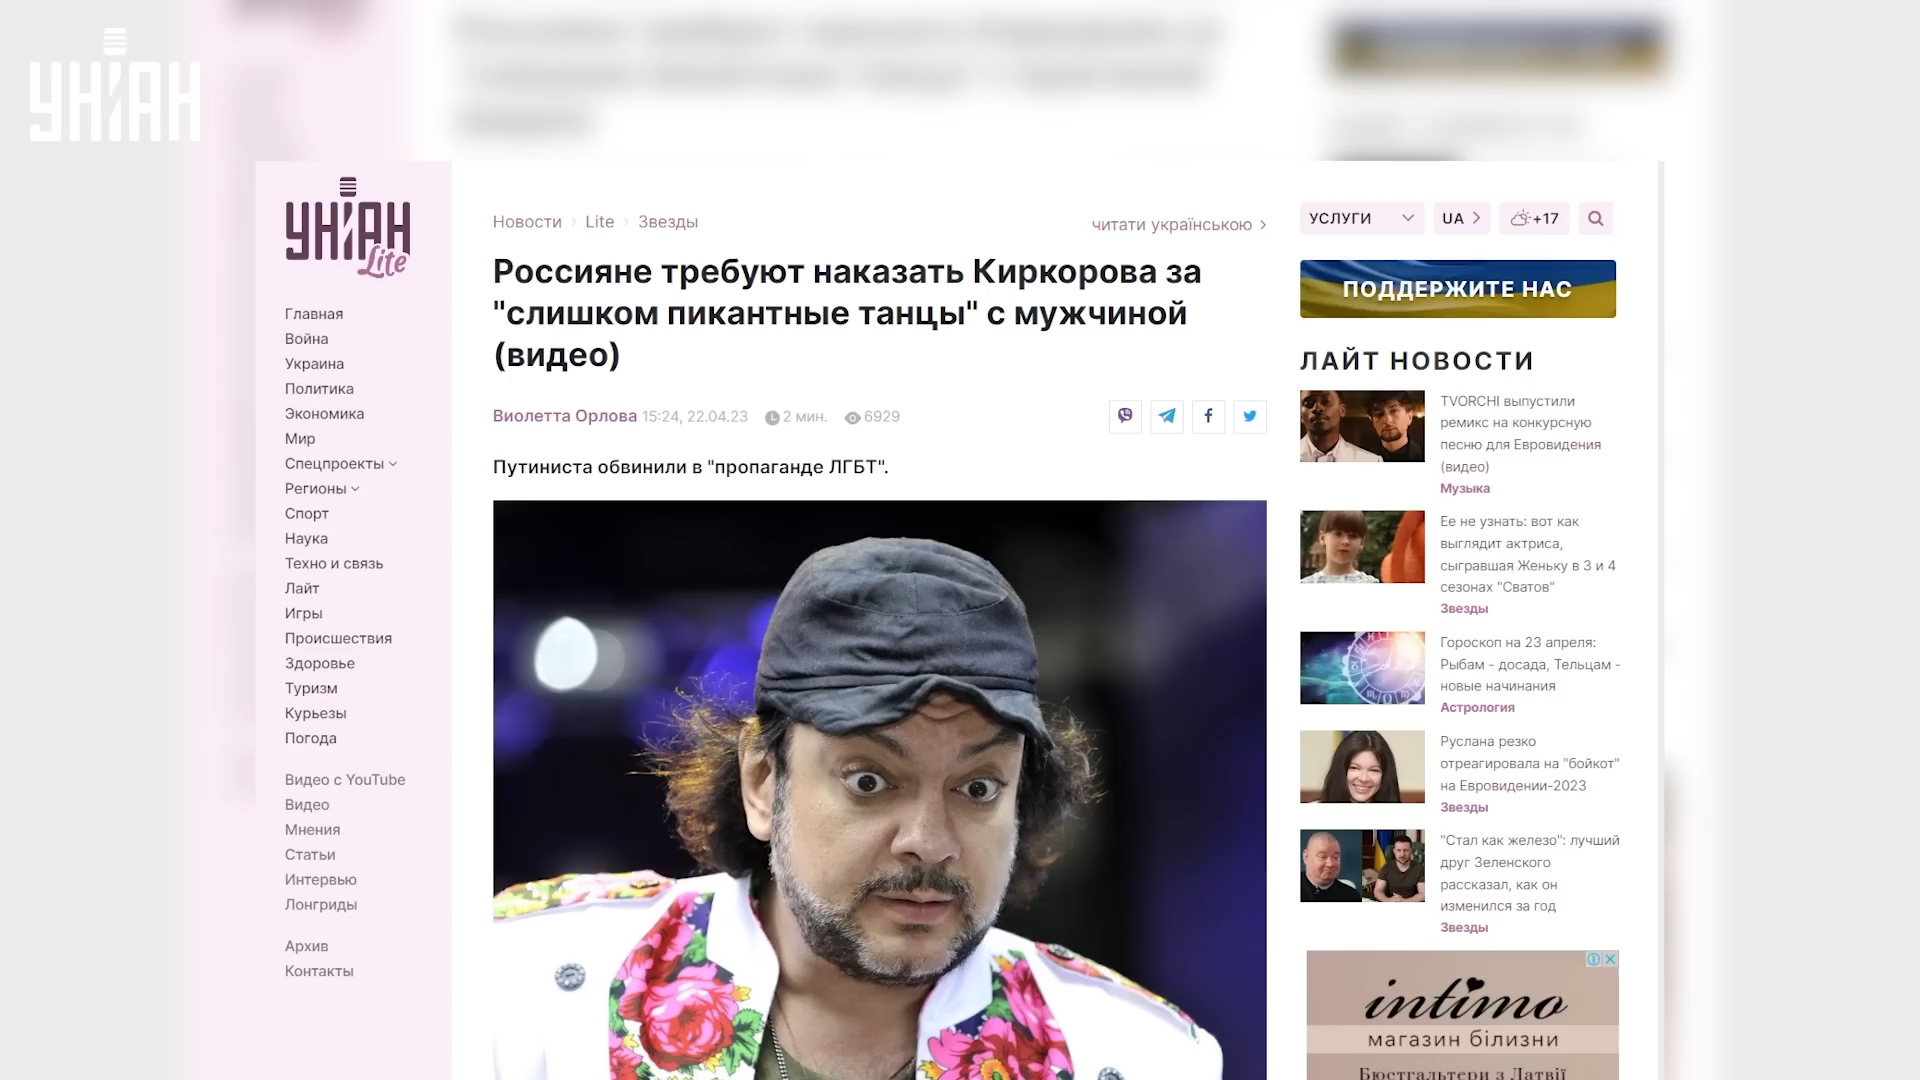 УНІАН
УНІАН
Lite
Главная
Война
Украина
Политика
Экономика
Мир
Спецпроекты
Регионы
Спорт
Наука
Техно и связь
Лайт
Игры
Происшествия
Здоровье
Туризм
Курьезы
Погода
Видео с YouTube
Видео
Мнения
Статьи
Интервью
Лонгриды
Архив
Контакты
Новости › Lite › Звезды
читати українською >
Россияне требуют наказать Киркорова за
"слишком пикантные танцы" с мужчиной
(видео)
Виолетта Орлова 15:24, 22.04.23 2 мин. 6929
Путиниста обвинили в "пропаганде ЛГБТ".
УСЛУГИ UA +17
ПОДДЕРЖИТЕ НАС
ЛАЙТ НОВОСТИ
TVORCHI выпустили
ремикс на конкурсную
песню для Евровидения
(видео)
Музыка
Ее не узнать: вот как
выглядит актриса,
сыгравшая Женьку в 3 и 4
сезонах "Сватов"
Звезды
Гороскоп на 23 апреля:
Рыбам - досада, Тельцам -
новые начинания
Астрология
Руслана резко
отреагировала на "бойкот"
на Евровидении-2023
Звезды
"Стал как железо": лучший
друг Зеленского
рассказал, как он
изменился за год
Звезды
intimo
магазин білизни
Бюстгальтери з Латвії